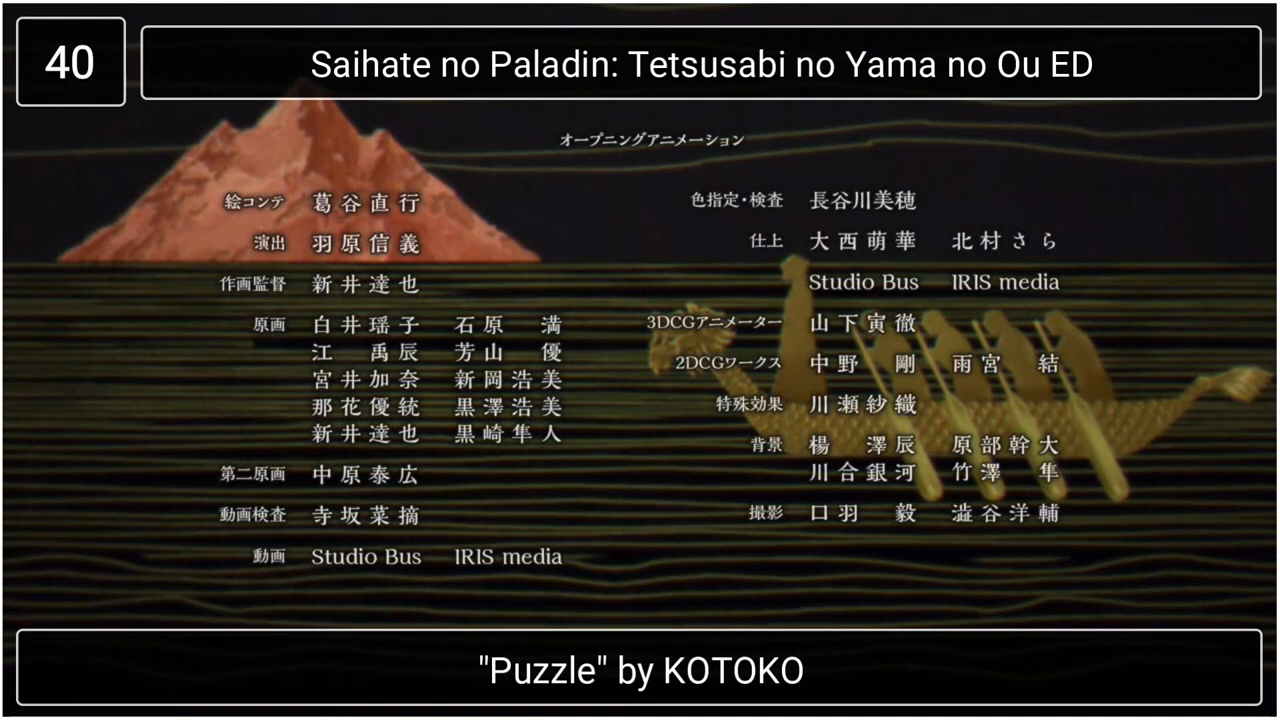 40
Saihate no Paladin: Tetsusabi no Yama no Ou ED
オープニングアニメーション
絵コンテ 葛谷直行
演出 羽原信義
作画監督 新井達也
原画 白井瑶子 石原 満
江 禹辰 芳山 優
宮井加奈 新岡浩美
那花優統 黒澤浩美
新井達也 黒崎隼人
第二原画 中原泰広
動画検査 寺坂菜摘
動画 Studio Bus IRIS media
色指定・検査 長谷川美穂
仕上 大西萌華 北村さら
Studio Bus IRIS media
3DCGアニメーター 山下寅徹
2DCGワークス 中野 剛 雨宮 結
特殊効果 川瀬紗織
背景 楊 澤辰 原部幹大
川合銀河 竹澤 隼
撮影 口羽 毅 澁谷洋輔
"Puzzle" by KOTOKO